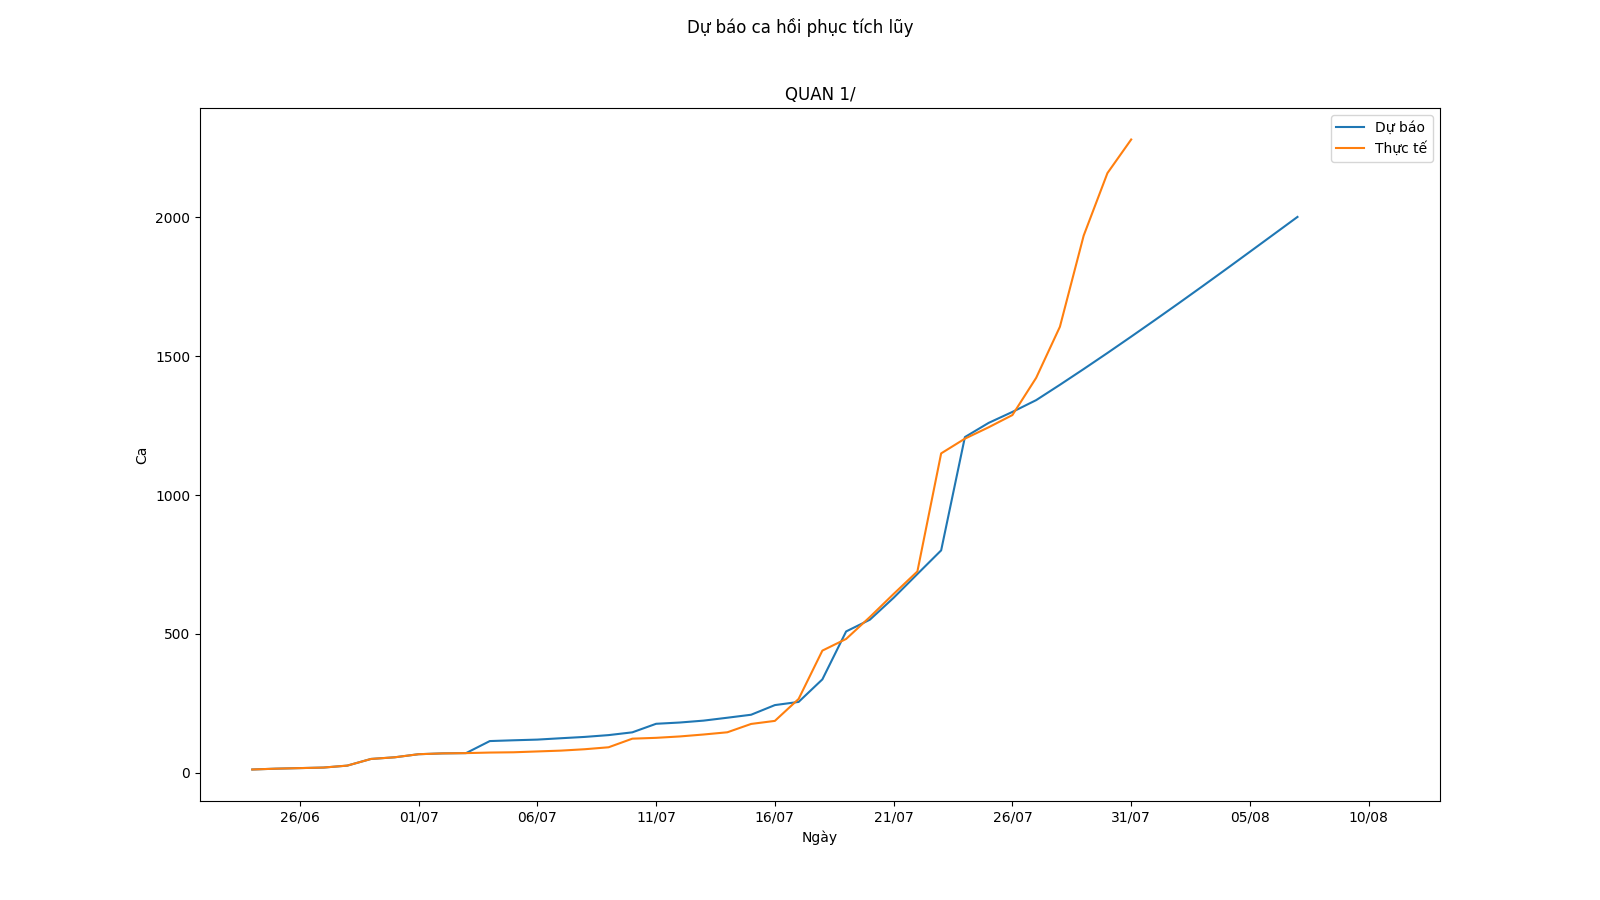 Dự báo ca hồi phục tích lũy
QUAN 1/
Dự báo
Thực tế
2000
1500
1000
500
0
Ca
26/06 01/07 06/07 11/07 16/07 21/07 26/07 31/07 05/08 10/08
Ngày